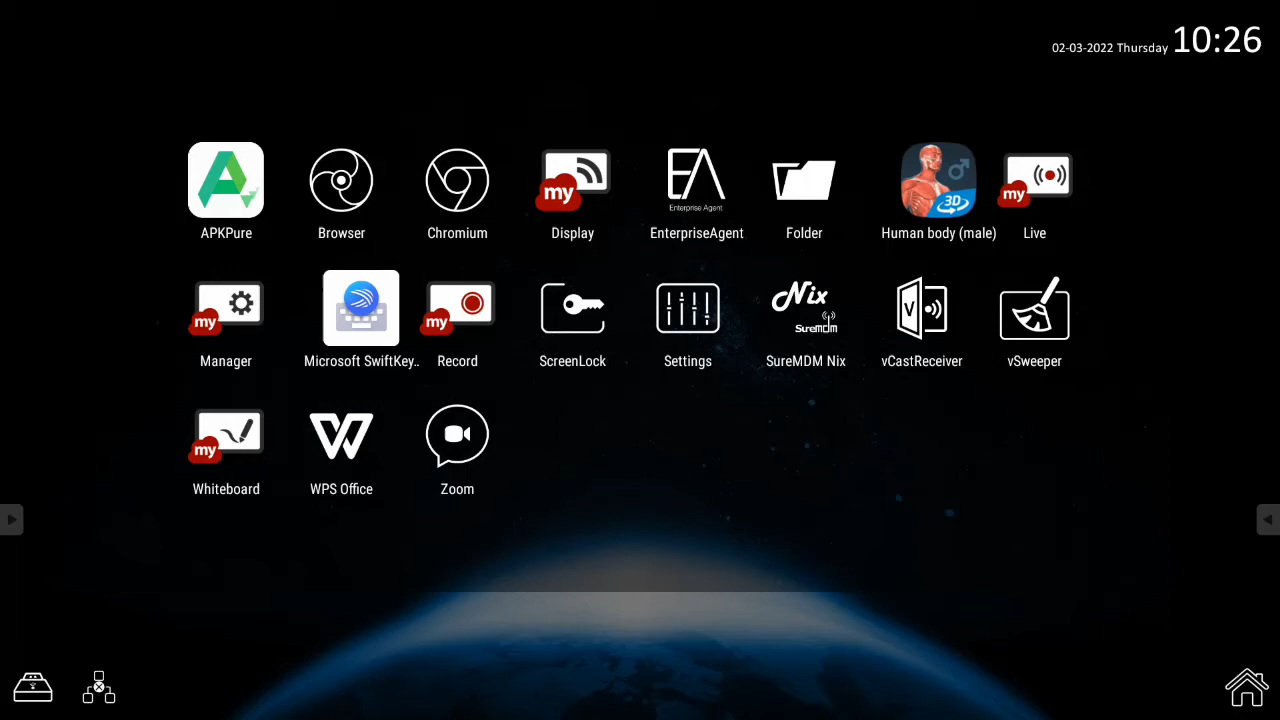 02-03-2022 Thursday 10:26
my
EA
Enterprise Agent
3D
my
APKPure
Browser
Chromium
Display
EnterpriseAgent
Folder
Human body (male)
Live
my
my
Nix
SureMDM
V
Manager
Microsoft SwiftKey..
Record
ScreenLock
Settings
SureMDM Nix
vCastReceiver
vSweeper
my
W
Whiteboard
WPS Office
Zoom